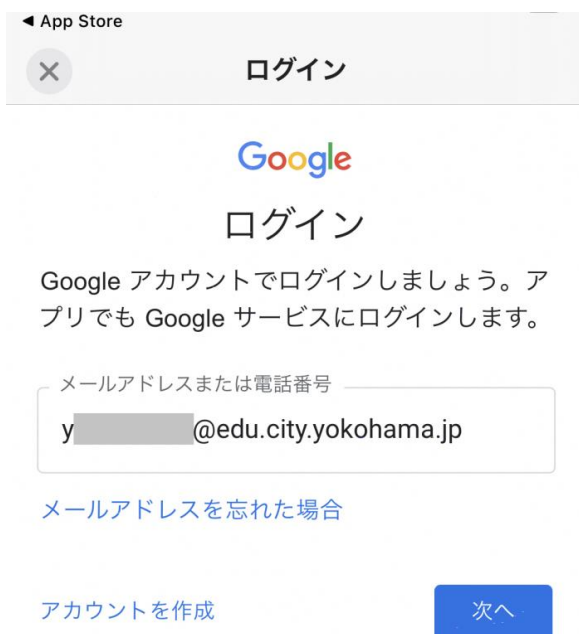 ◀ App Store
ログイン
Google
ログイン
Google アカウントでログインしましょう。ア
プリでも Google サービスにログインします。
メールアドレスまたは電話番号
y @edu.city.yokohama.jp
メールアドレスを忘れた場合
アカウントを作成
次へ